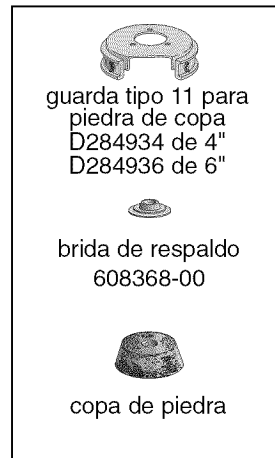 guarda tipo 11 para
piedra de copa
D284934 de 4"
D284936 de 6"
brida de respaldo
608368-00
copa de piedra